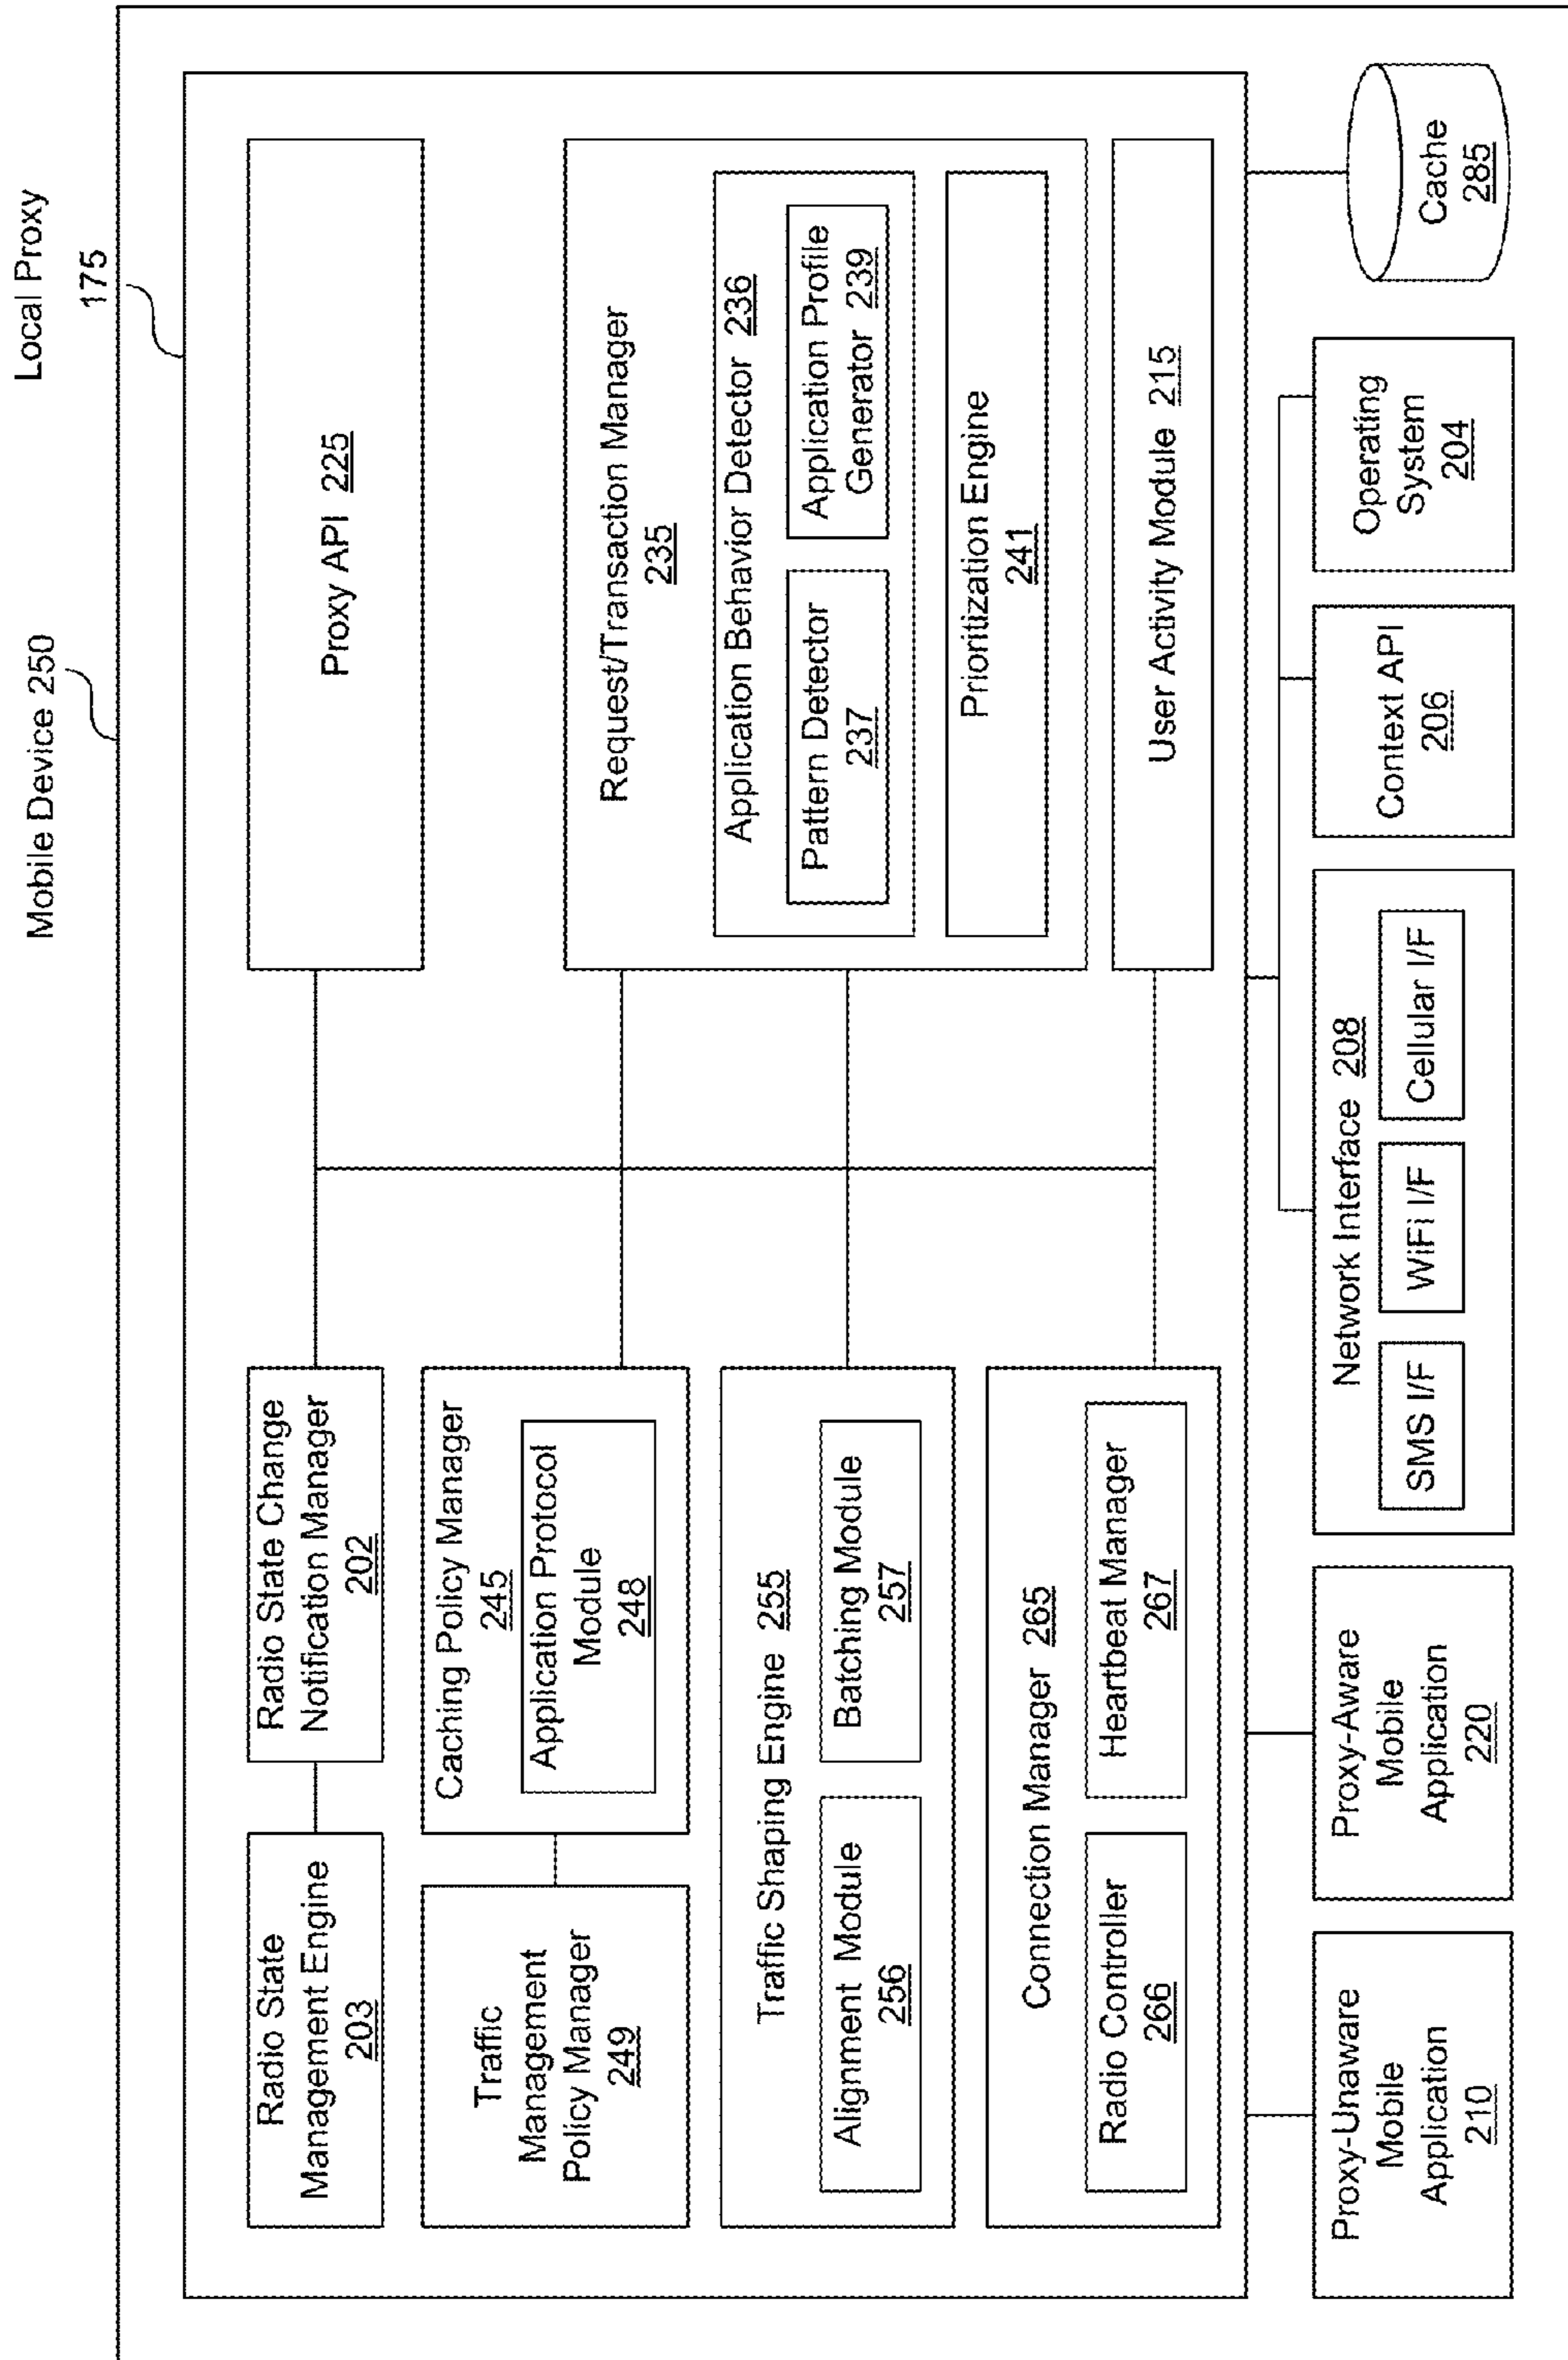 Mobile Device 250
Local Proxy
175
Radio State
Management Engine
203
Radio State Change
Notification Manager
202
Proxy API 225
Traffic
Management
Policy Manager
249
Caching Policy Manager
245
Application Protocol
Module
248
Request/Transaction Manager
235
Application Behavior Detector 236
Pattern Detector
237
Application Profile
Generator 239
Prioritization Engine
241
Traffic Shaping Engine 255
Alignment Module
256
Batching Module
257
Connection Manager 265
Radio Controller
266
Heartbeat Manager
267
User Activity Module 215
Proxy-Unaware
Mobile
Application
210
Proxy-Aware
Mobile
Application
220
Network Interface 208
SMS I/F
WiFi I/F
Cellular I/F
Context API
206
Operating
System
204
Cache
285